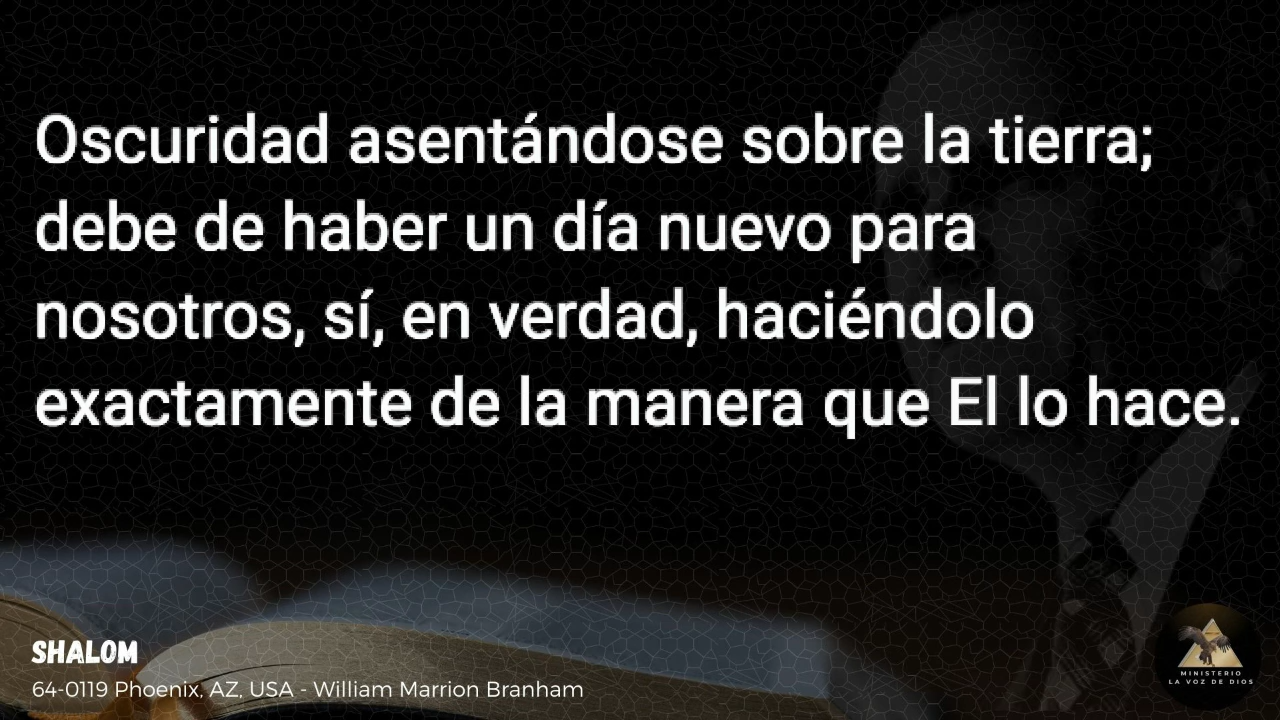 Oscuridad asentándose sobre la tierra;
debe de haber un día nuevo para
nosotros, sí, en verdad, haciéndolo
exactamente de la manera que El lo hace.
SHALOM
64-0119 Phoenix, AZ, USA - William Marrion Branham
MINISTERIO
LA VOZ DE DIOS